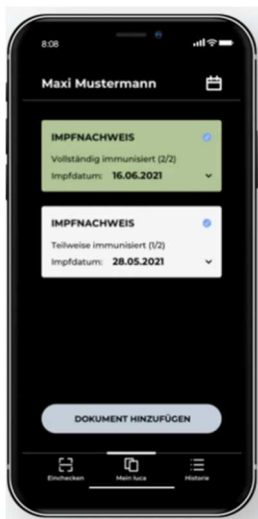 8:08
Maxi Mustermann
IMPFNACHWEIS
Vollständig immunisiert (2/2)
Impfdatum: 16.06.2021
IMPFNACHWEIS
Teilweise immunisiert (1/2)
Impfdatum: 28.05.2021
DOKUMENT HINZUFÜGEN
Einchecken Mein luca Historie